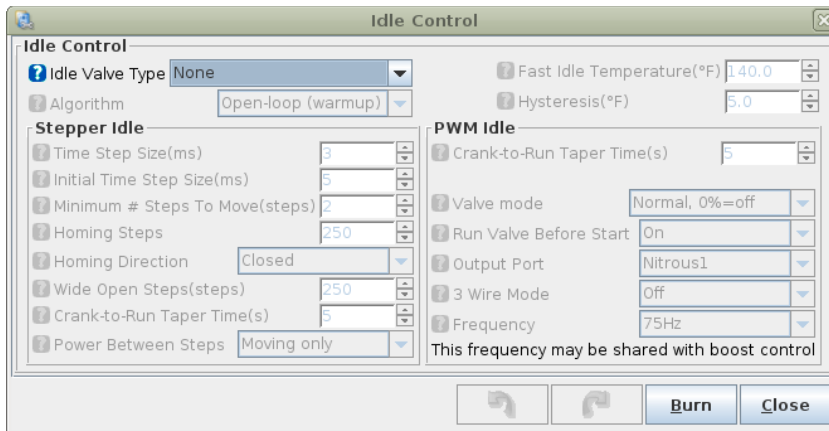 Idle Control
Idle Control
Idle Valve Type None
Algorithm Open-loop (warmup)
Fast Idle Temperature(°F) 140.0
Hysteresis(°F) 5.0
Stepper Idle
Time Step Size(ms) 3
Initial Time Step Size(ms) 5
Minimum # Steps To Move(steps) 2
Homing Steps 250
Homing Direction Closed
Wide Open Steps(steps) 250
Crank-to-Run Taper Time(s) 5
Power Between Steps Moving only
PWM Idle
Crank-to-Run Taper Time(s) 5
Valve mode Normal, 0%=off
Run Valve Before Start On
Output Port Nitrous1
3 Wire Mode Off
Frequency 75Hz
This frequency may be shared with boost control
Burn
Close